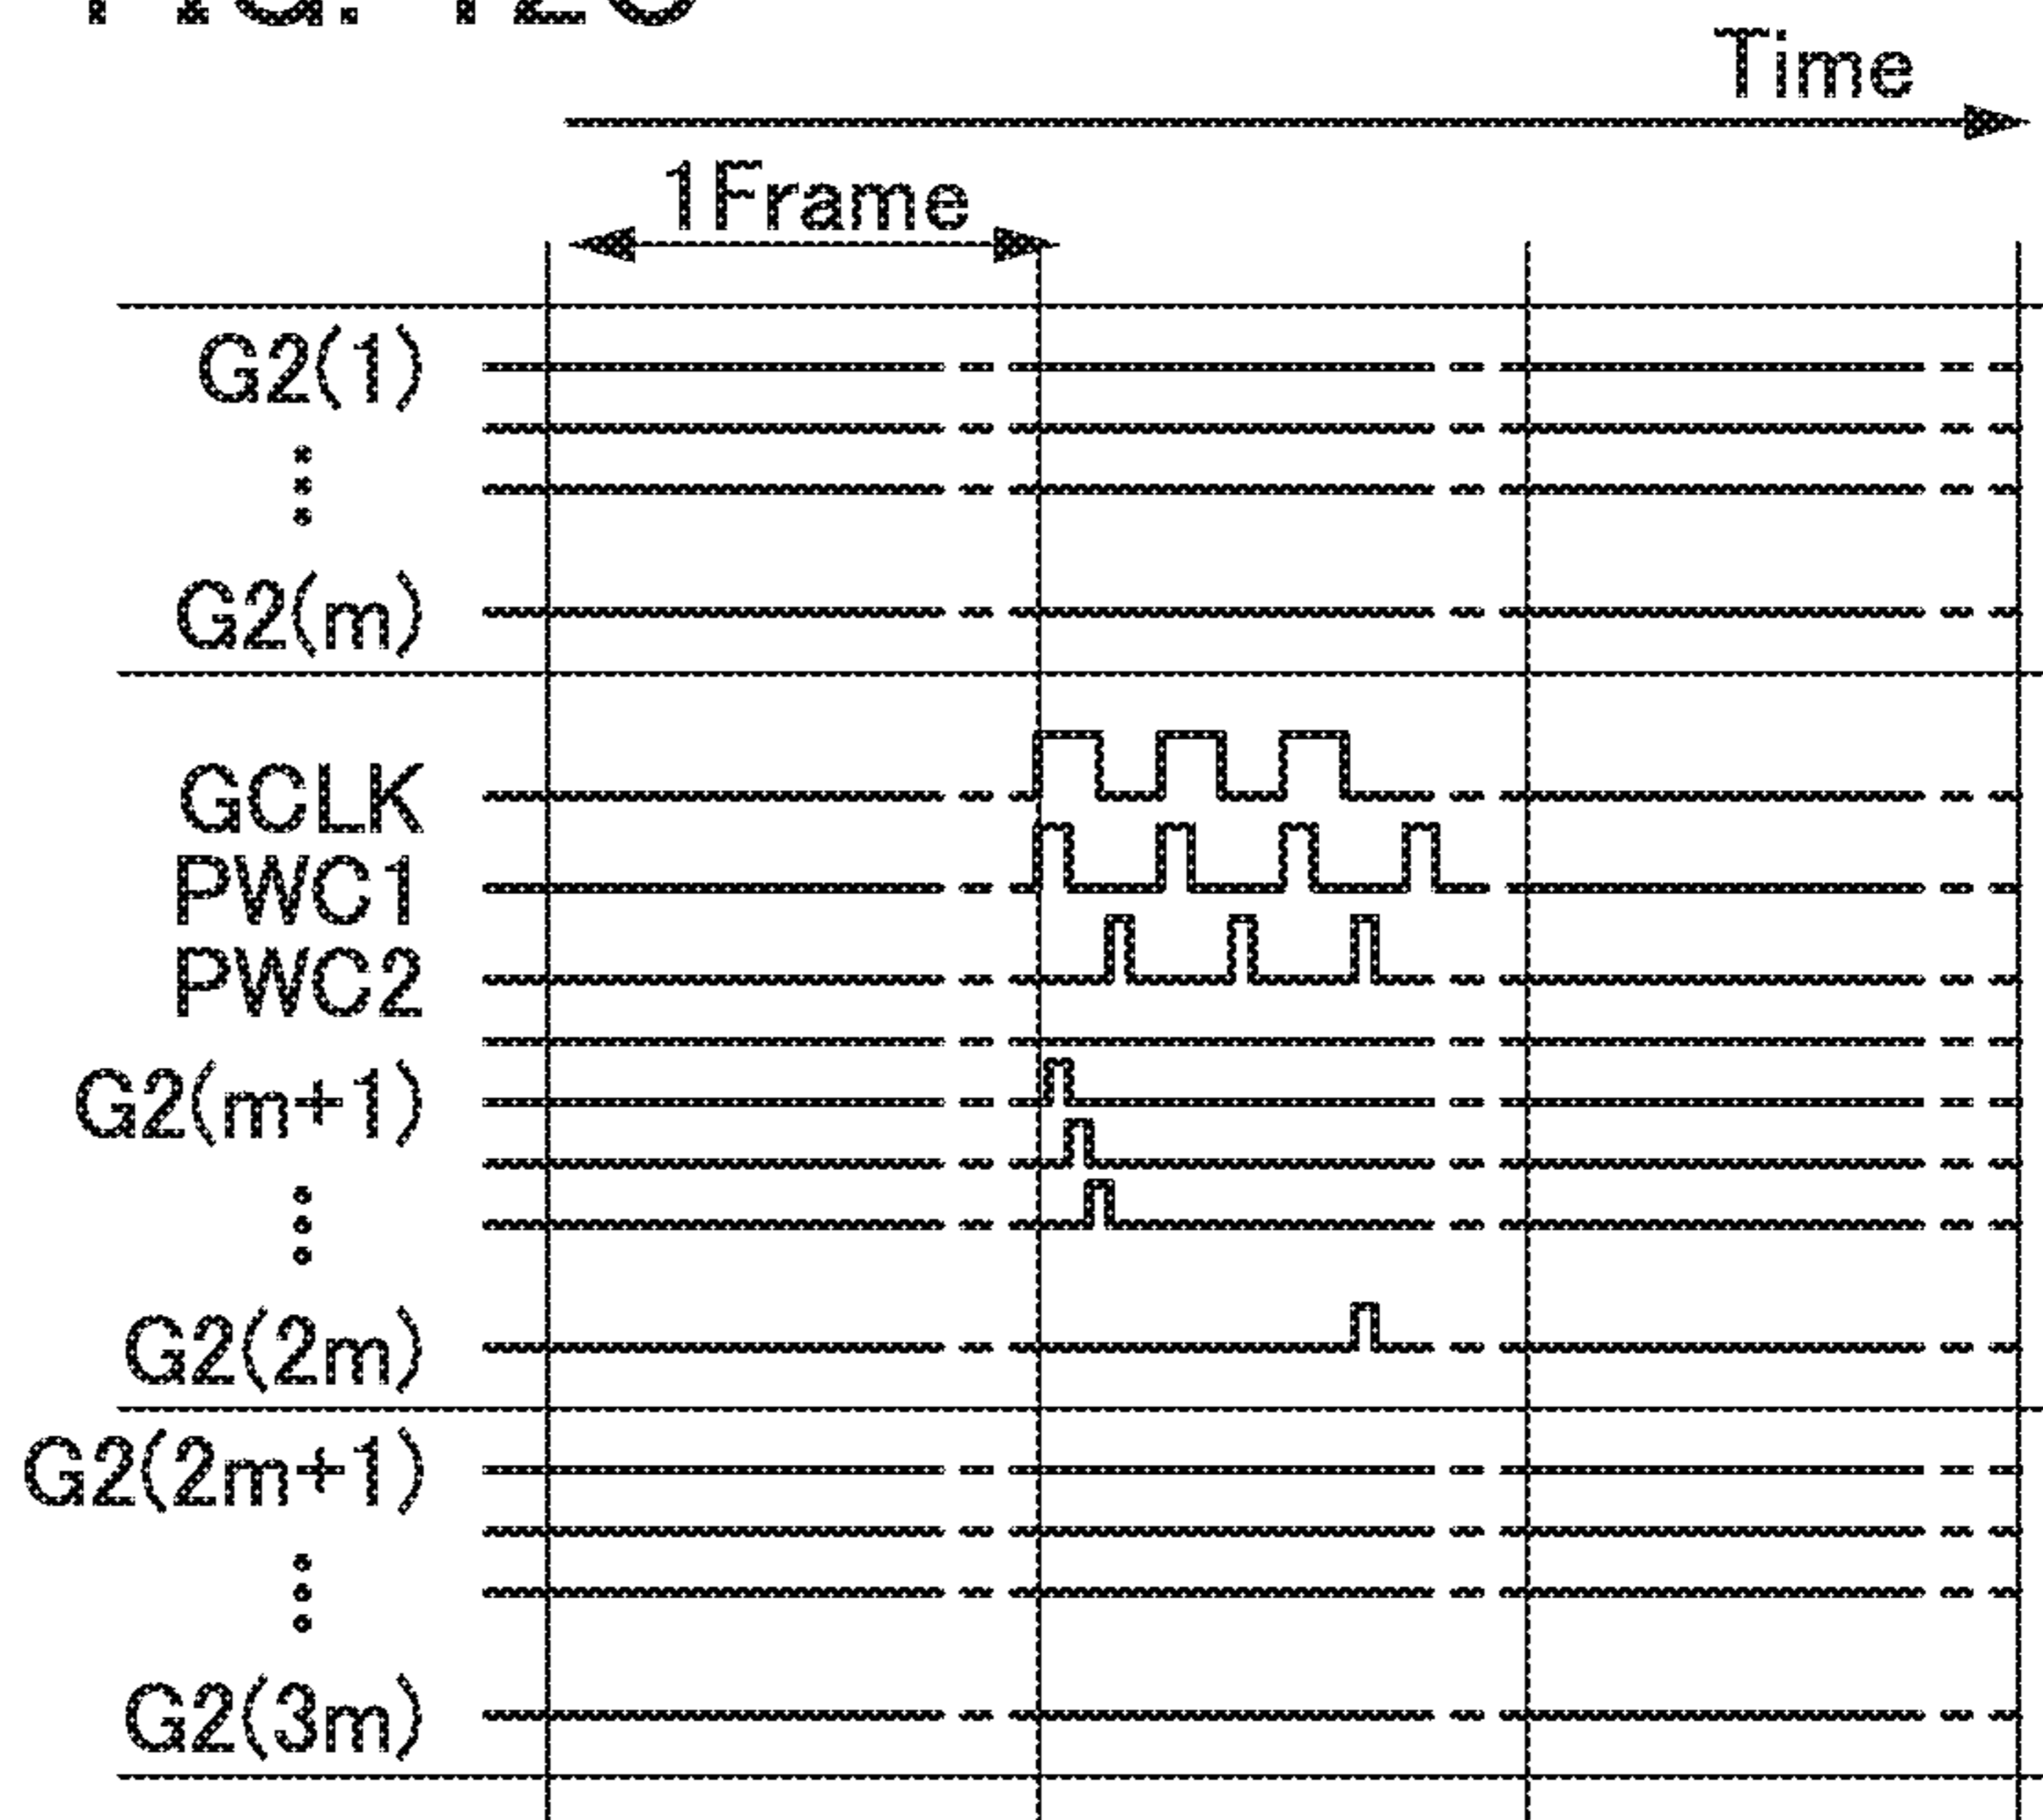 Time
1Frame
G2(1)
G2(m)
GCLK
PWC1
PWC2
G2(m+1)
G2(2m)
G2(2m+1)
G2(3m)